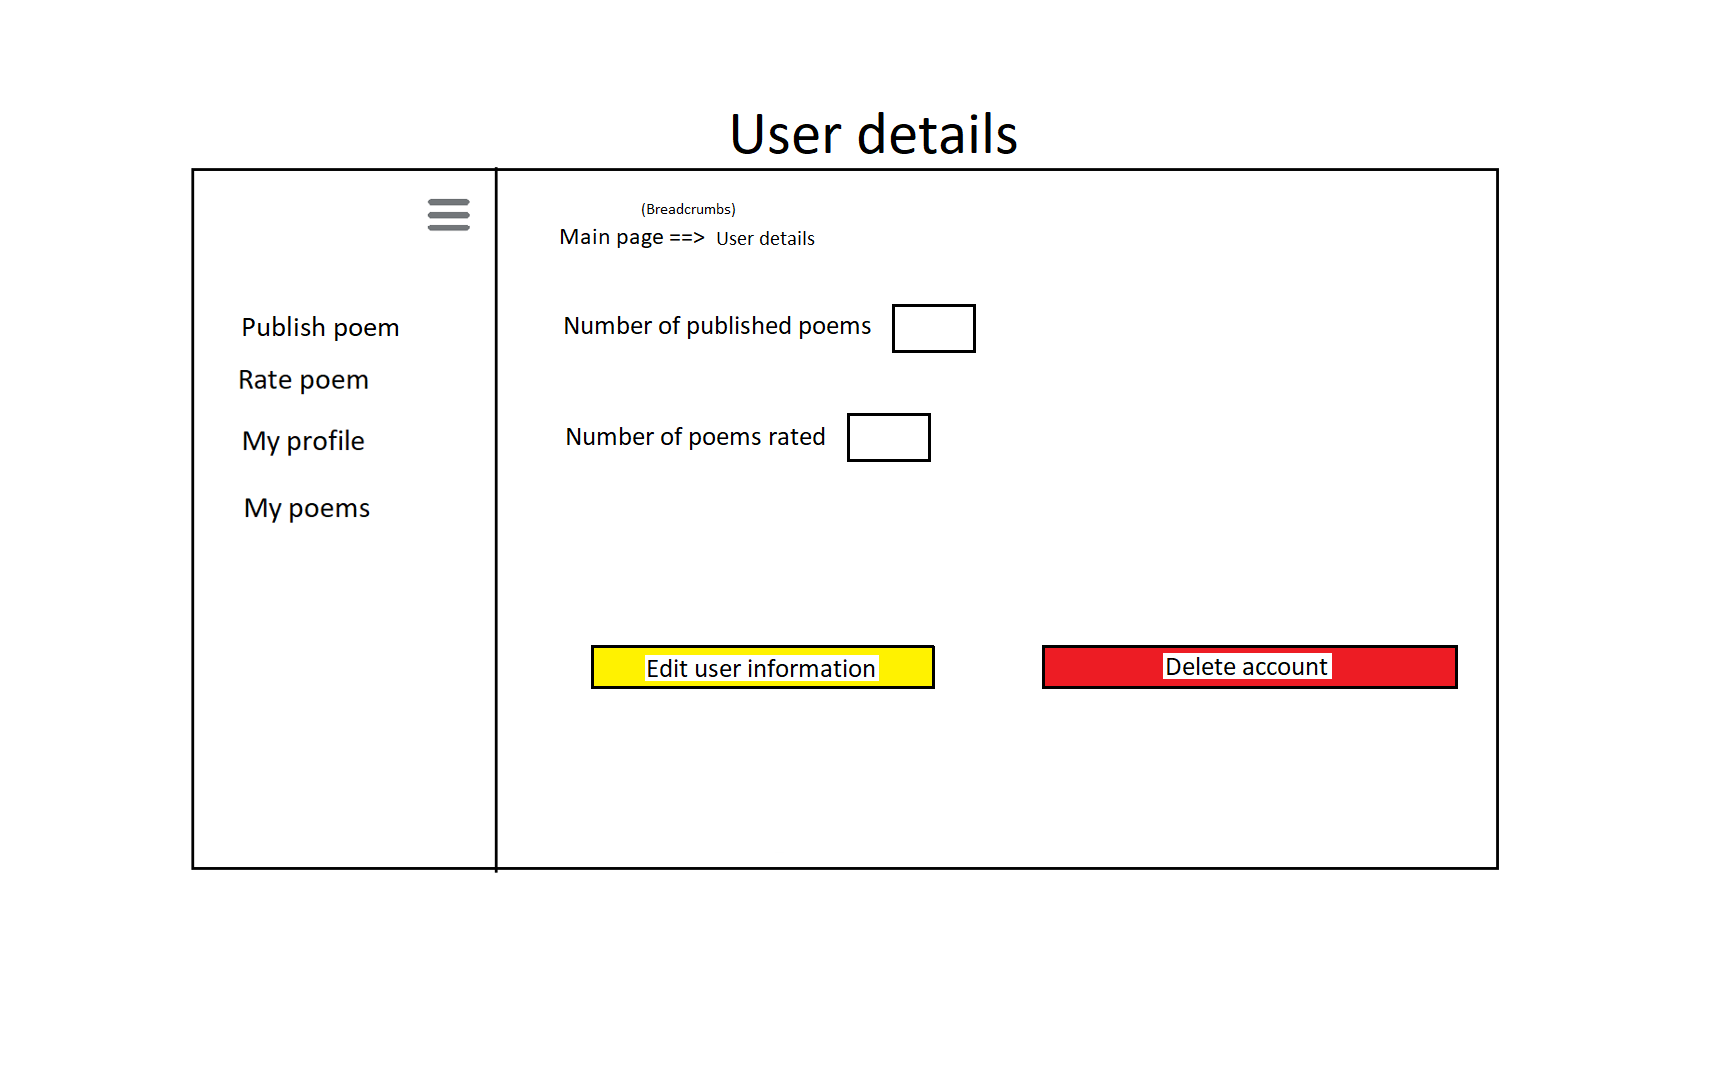 User details
Publish poem
Rate poem
My profile
My poems
(Breadcrumbs)
Main page ==> User details
Number of published poems
Number of poems rated
Edit user information
Delete account